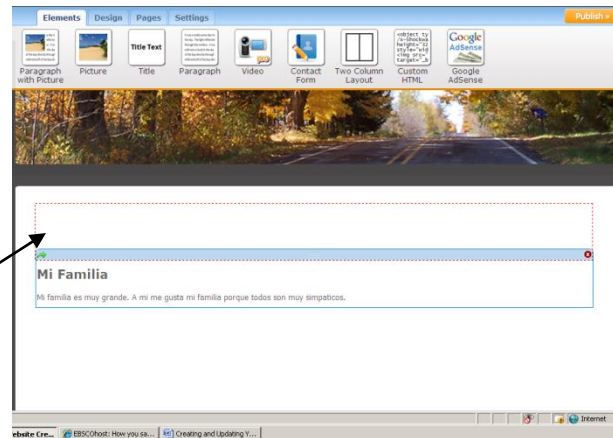 Elements Design Pages Settings
Publish »
Title Text
Google
AdSense
Paragraph with Picture
Picture
Title
Paragraph
Video
Contact Form
Two Column Layout
Custom HTML
Google AdSense
Mi Familia
Mi familia es muy grande. A mi me gusta mi familia porque todos son muy simpaticos.
Internet
ebsite Cre... EBSCOhost: How you sa... Creating and Updating Y...